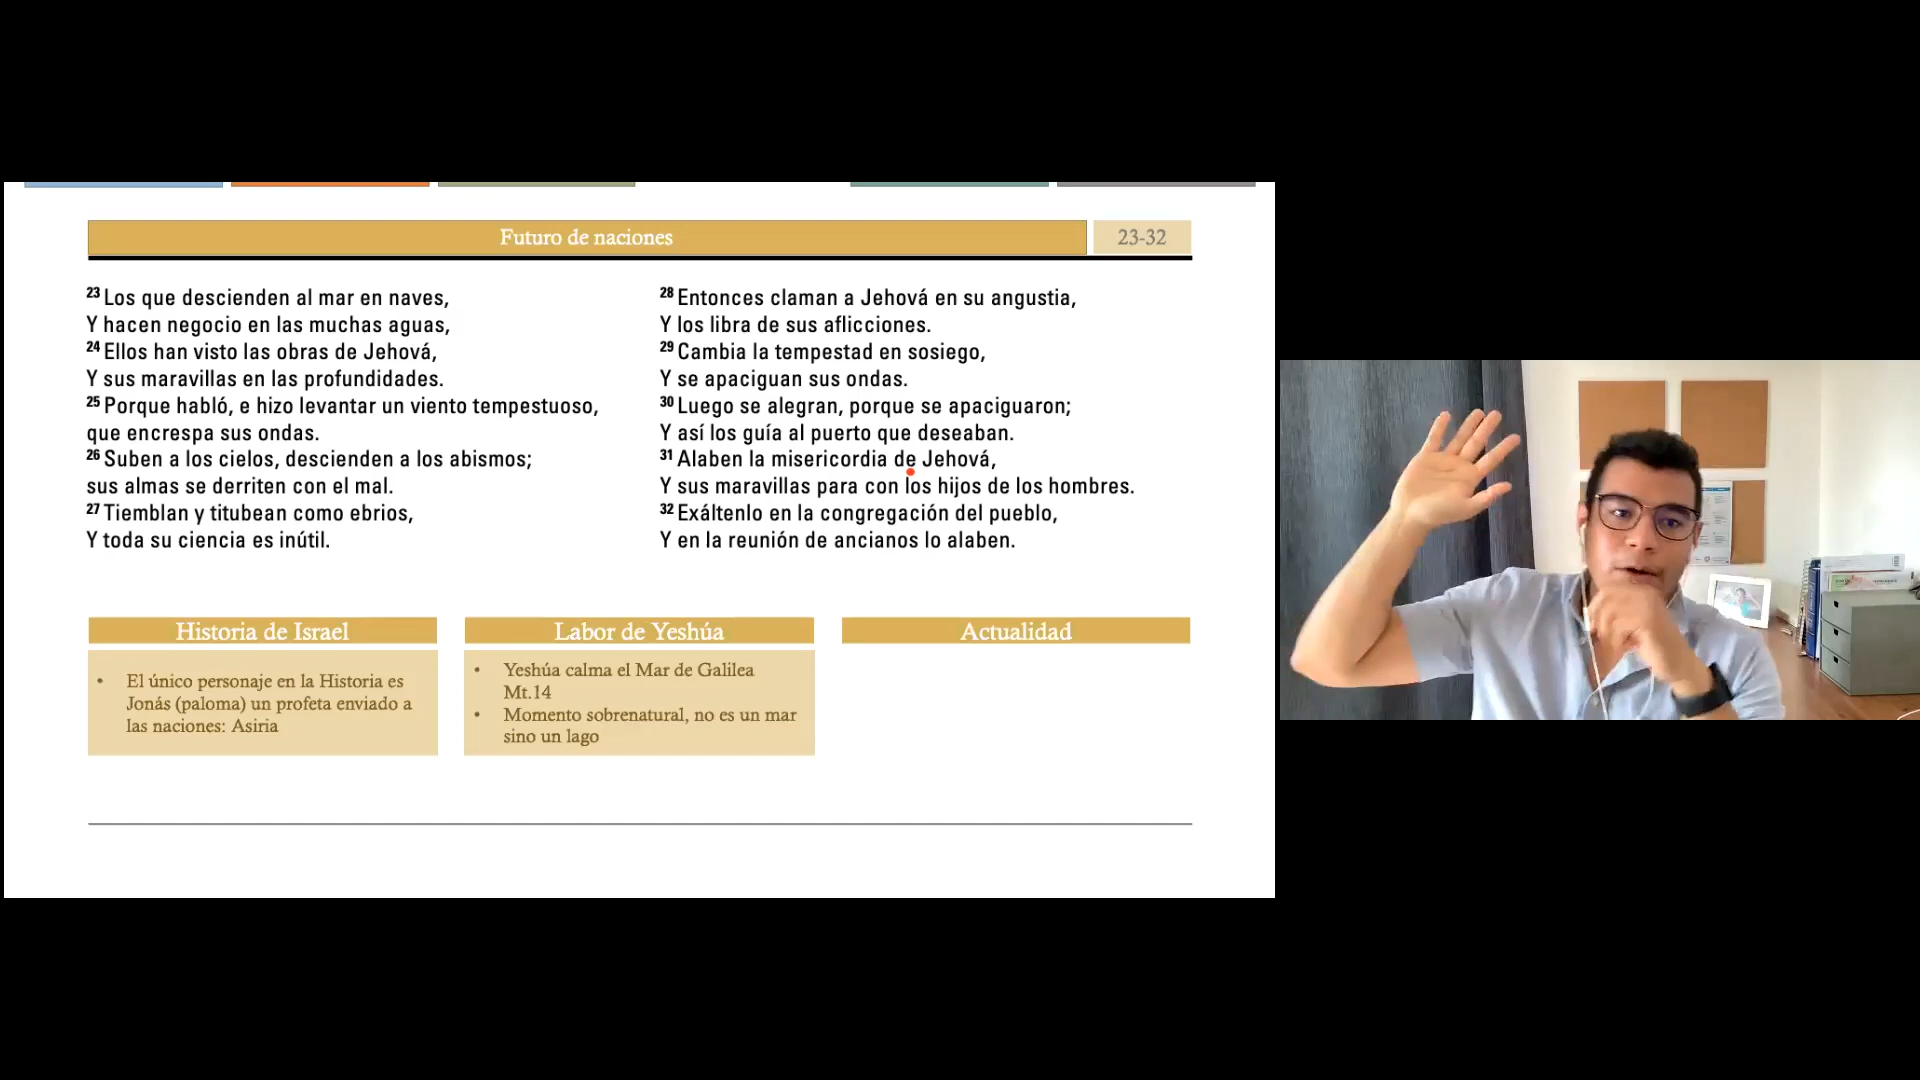 Futuro de naciones
23-32
23 Los que descienden al mar en naves,
Y hacen negocio en las muchas aguas,
24 Ellos han visto las obras de Jehová,
Y sus maravillas en las profundidades.
25 Porque habló, e hizo levantar un viento tempestuoso,
que encrespa sus ondas.
26 Suben a los cielos, descienden a los abismos;
sus almas se derriten con el mal.
27 Tiemblan y titubean como ebrios,
Y toda su ciencia es inútil.
28 Entonces claman a Jehová en su angustia,
Y los libra de sus aflicciones.
29 Cambia la tempestad en sosiego,
Y se apaciguan sus ondas.
30 Luego se alegran, porque se apaciguaron;
Y así los guía al puerto que deseaban.
31 Alaben la misericordia de Jehová,
Y sus maravillas para con los hijos de los hombres.
32 Exáltenlo en la congregación del pueblo,
Y en la reunión de ancianos lo alaben.
Historia de Israel
• El único personaje en la Historia es
Jonás (paloma) un profeta enviado a
las naciones: Asiria
Labor de Yeshúa
• Yeshúa calma el Mar de Galilea
Mt.14
• Momento sobrenatural, no es un mar
sino un lago
Actualidad